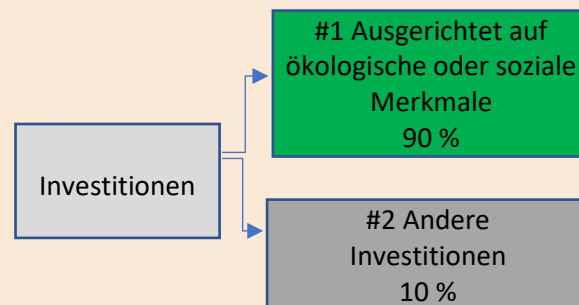 #1 Ausgerichtet auf
ökologische oder soziale
Merkmale
90 %
Investitionen
#2 Andere
Investitionen
10 %